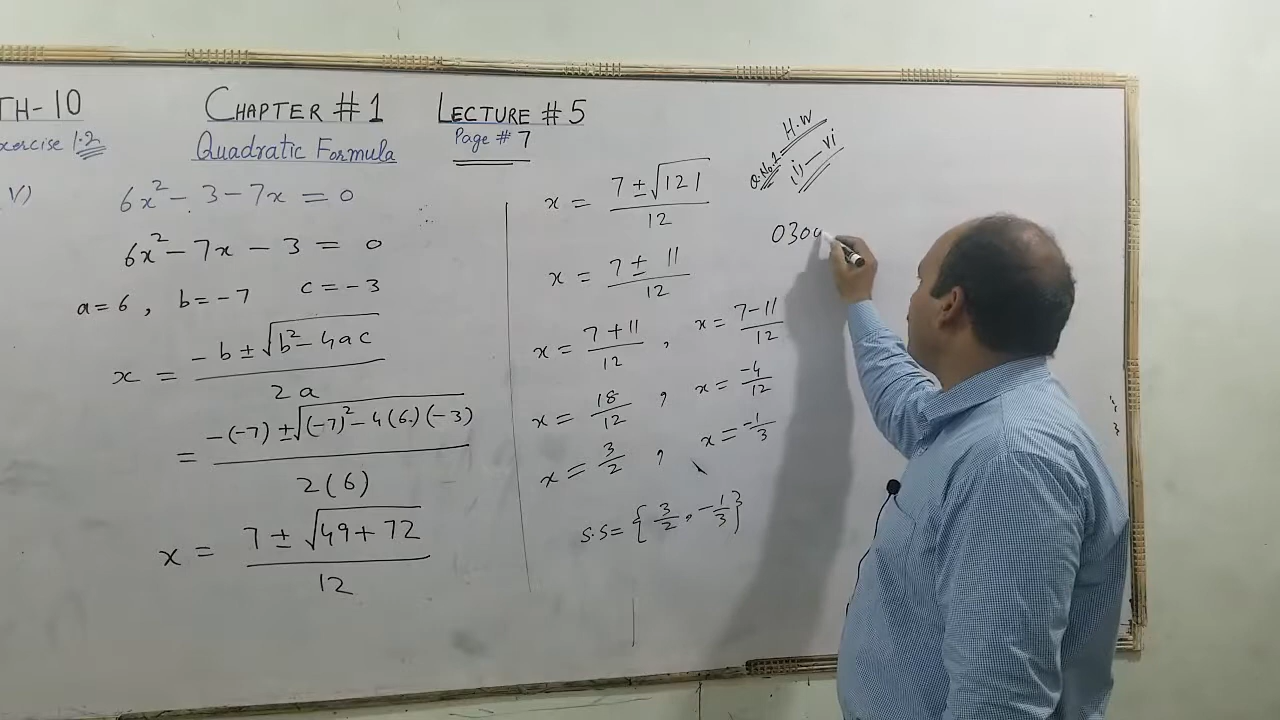 TH-10 CHAPTER # 1 LECTURE # 5
xercise 1.2 Quadratic Formula Page # 7
V) 6x² - 3 - 7x = 0
6x² - 7x - 3 = 0
a = 6 , b = -7 c = -3
x = (-b ± √(b² - 4ac)) / 2a
= (-(-7) ± √((-7)² - 4(6)(-3))) / 2(6)
x = (7 ± √(49 + 72)) / 12
x = (7 ± √121) / 12
x = (7 ± 11) / 12
x = (7 + 11) / 12 , x = (7 - 11) / 12
x = 18/12 , x = -4/12
x = 3/2 , x = -1/3
S.S = {3/2 , -1/3}
H.W
Q.No.1
(i) — vi
030